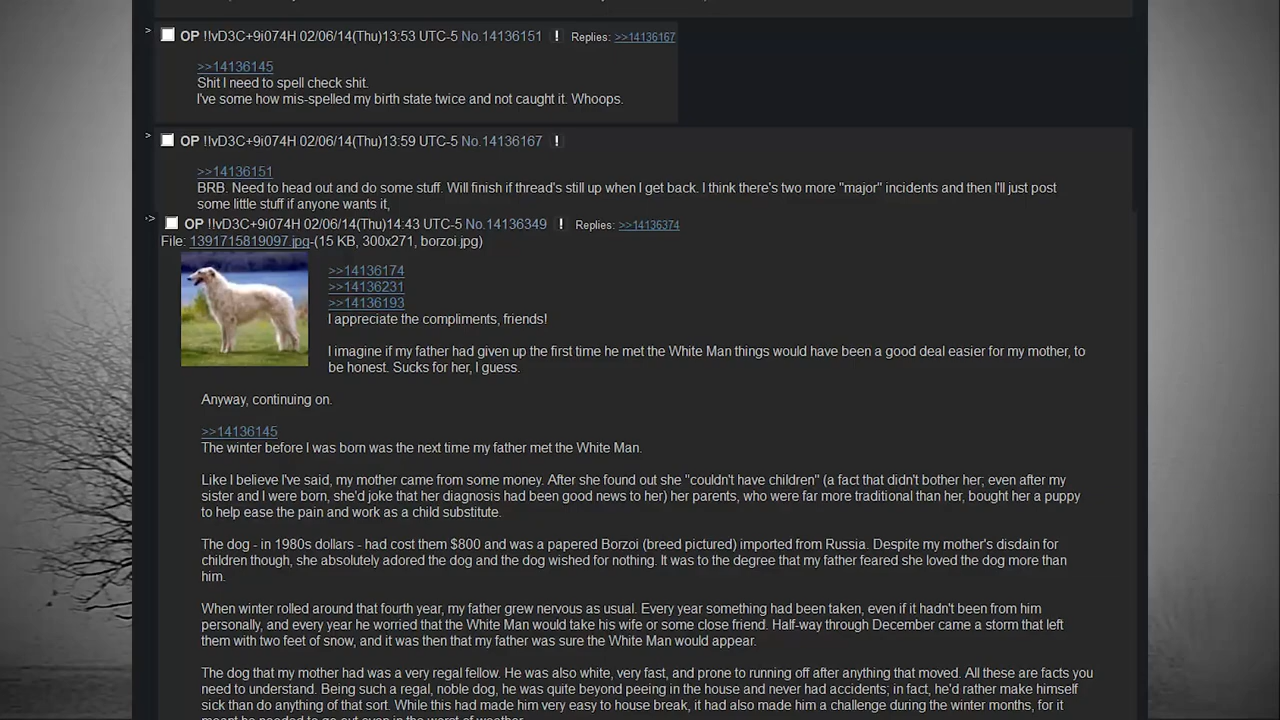 > OP !!vD3C+9i074H 02/06/14(Thu)13:53 UTC-5 No.14136151 ! Replies: >>14136167
>>14136145
Shit I need to spell check shit.
I've some how mis-spelled my birth state twice and not caught it. Whoops.
> OP !!vD3C+9i074H 02/06/14(Thu)13:59 UTC-5 No.14136167 !
>>14136151
BRB. Need to head out and do some stuff. Will finish if thread's still up when I get back. I think there's two more "major" incidents and then I'll just post
some little stuff if anyone wants it,
> OP !!vD3C+9i074H 02/06/14(Thu)14:43 UTC-5 No.14136349 ! Replies: >>14136374
File: 1391715819097.jpg-(15 KB, 300x271, borzoi.jpg)
>>14136174
>>14136231
>>14136193
I appreciate the compliments, friends!
I imagine if my father had given up the first time he met the White Man things would have been a good deal easier for my mother, to
be honest. Sucks for her, I guess.
Anyway, continuing on.
>>14136145
The winter before I was born was the next time my father met the White Man.
Like I believe I've said, my mother came from some money. After she found out she "couldn't have children" (a fact that didn't bother her; even after my
sister and I were born, she'd joke that her diagnosis had been good news to her) her parents, who were far more traditional than her, bought her a puppy
to help ease the pain and work as a child substitute.
The dog - in 1980s dollars - had cost them $800 and was a papered Borzoi (breed pictured) imported from Russia. Despite my mother's disdain for
children though, she absolutely adored the dog and the dog wished for nothing. It was to the degree that my father feared she loved the dog more than
him.
When winter rolled around that fourth year, my father grew nervous as usual. Every year something had been taken, even if it hadn't been from him
personally, and every year he worried that the White Man would take his wife or some close friend. Half-way through December came a storm that left
them with two feet of snow, and it was then that my father was sure the White Man would appear.
The dog that my mother had was a very regal fellow. He was also white, very fast, and prone to running off after anything that moved. All these are facts you
need to understand. Being such a regal, noble dog, he was quite beyond peeing in the house and never had accidents; in fact, he'd rather make himself
sick than do anything of that sort. While this had made him very easy to house break, it had also made him a challenge during the winter months, for it
meant he needed to go out even in the worst of weather.